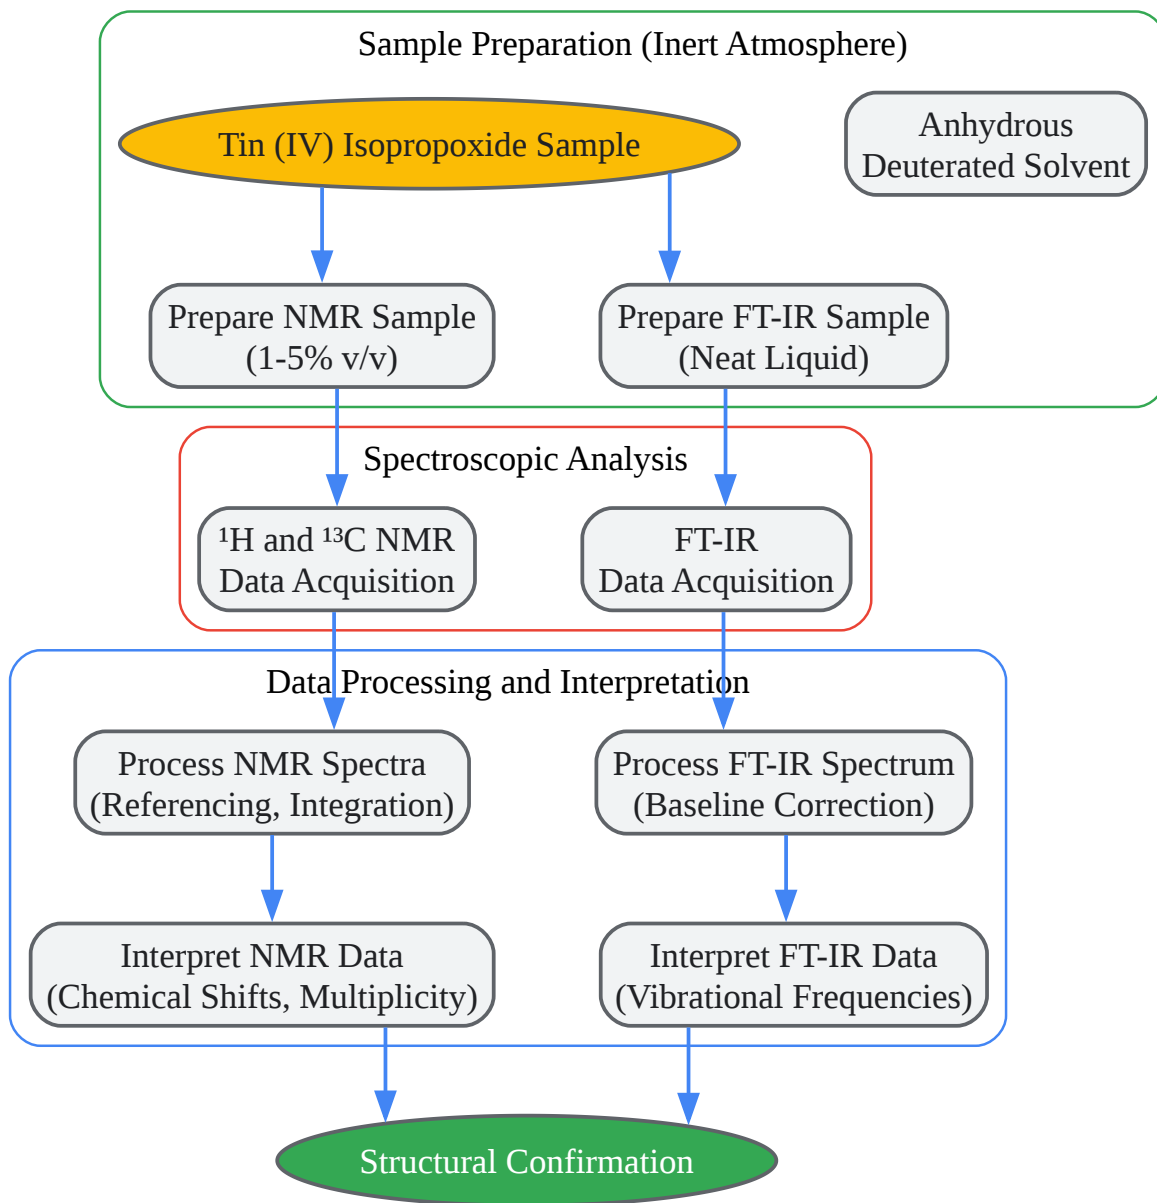 Sample Preparation (Inert Atmosphere)
Tin (IV) Isopropoxide Sample
Anhydrous
Deuterated Solvent
Prepare NMR Sample
(1-5% v/v)
Prepare FT-IR Sample
(Neat Liquid)
Spectroscopic Analysis
¹H and ¹³C NMR
Data Acquisition
FT-IR
Data Acquisition
Data Processing and Interpretation
Process NMR Spectra
(Referencing, Integration)
Process FT-IR Spectrum
(Baseline Correction)
Interpret NMR Data
(Chemical Shifts, Multiplicity)
Interpret FT-IR Data
(Vibrational Frequencies)
Structural Confirmation